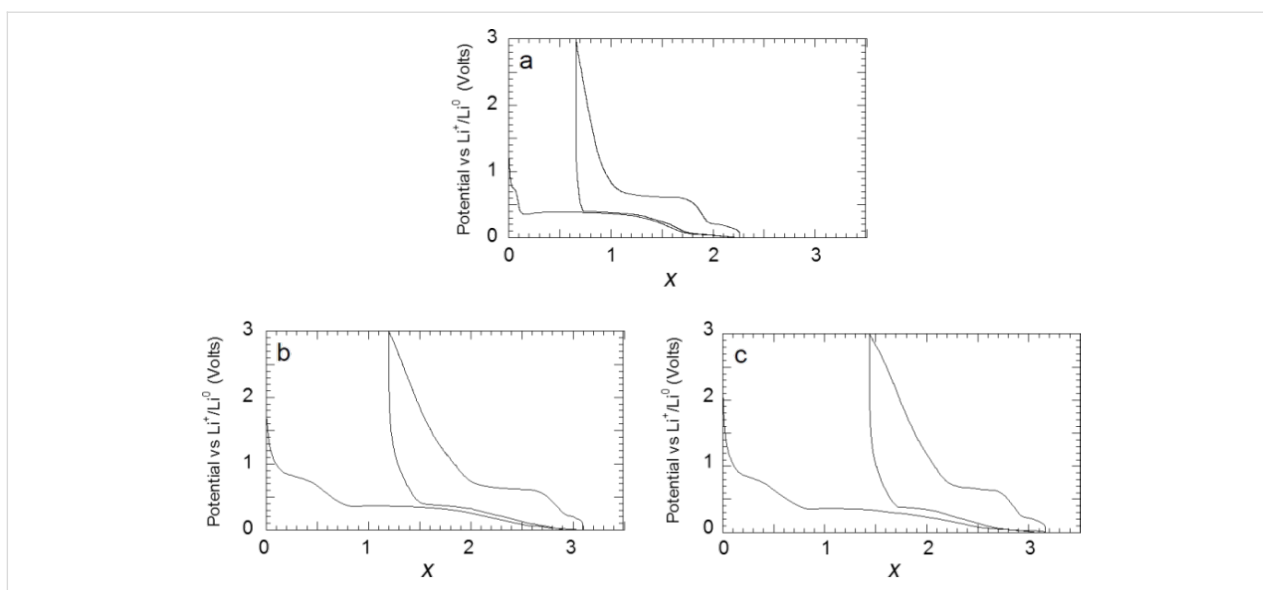 a
Potential vs Li⁺/Li⁰ (Volts)
3
2
1
0
0 1 2 3
x
b
Potential vs Li⁺/Li⁰ (Volts)
3
2
1
0
0 1 2 3
x
c
Potential vs Li⁺/Li⁰ (Volts)
3
2
1
0
0 1 2 3
x